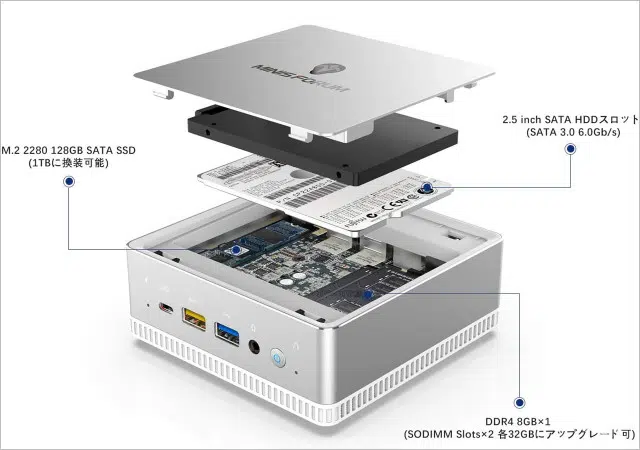 MINISFORUM
2.5 inch SATA HDDスロット
(SATA 3.0 6.0Gb/s)
M.2 2280 128GB SATA SSD
(1TBに換装可能)
DDR4 8GB×1
(SODIMM Slots×2 各32GBにアップグレード可)